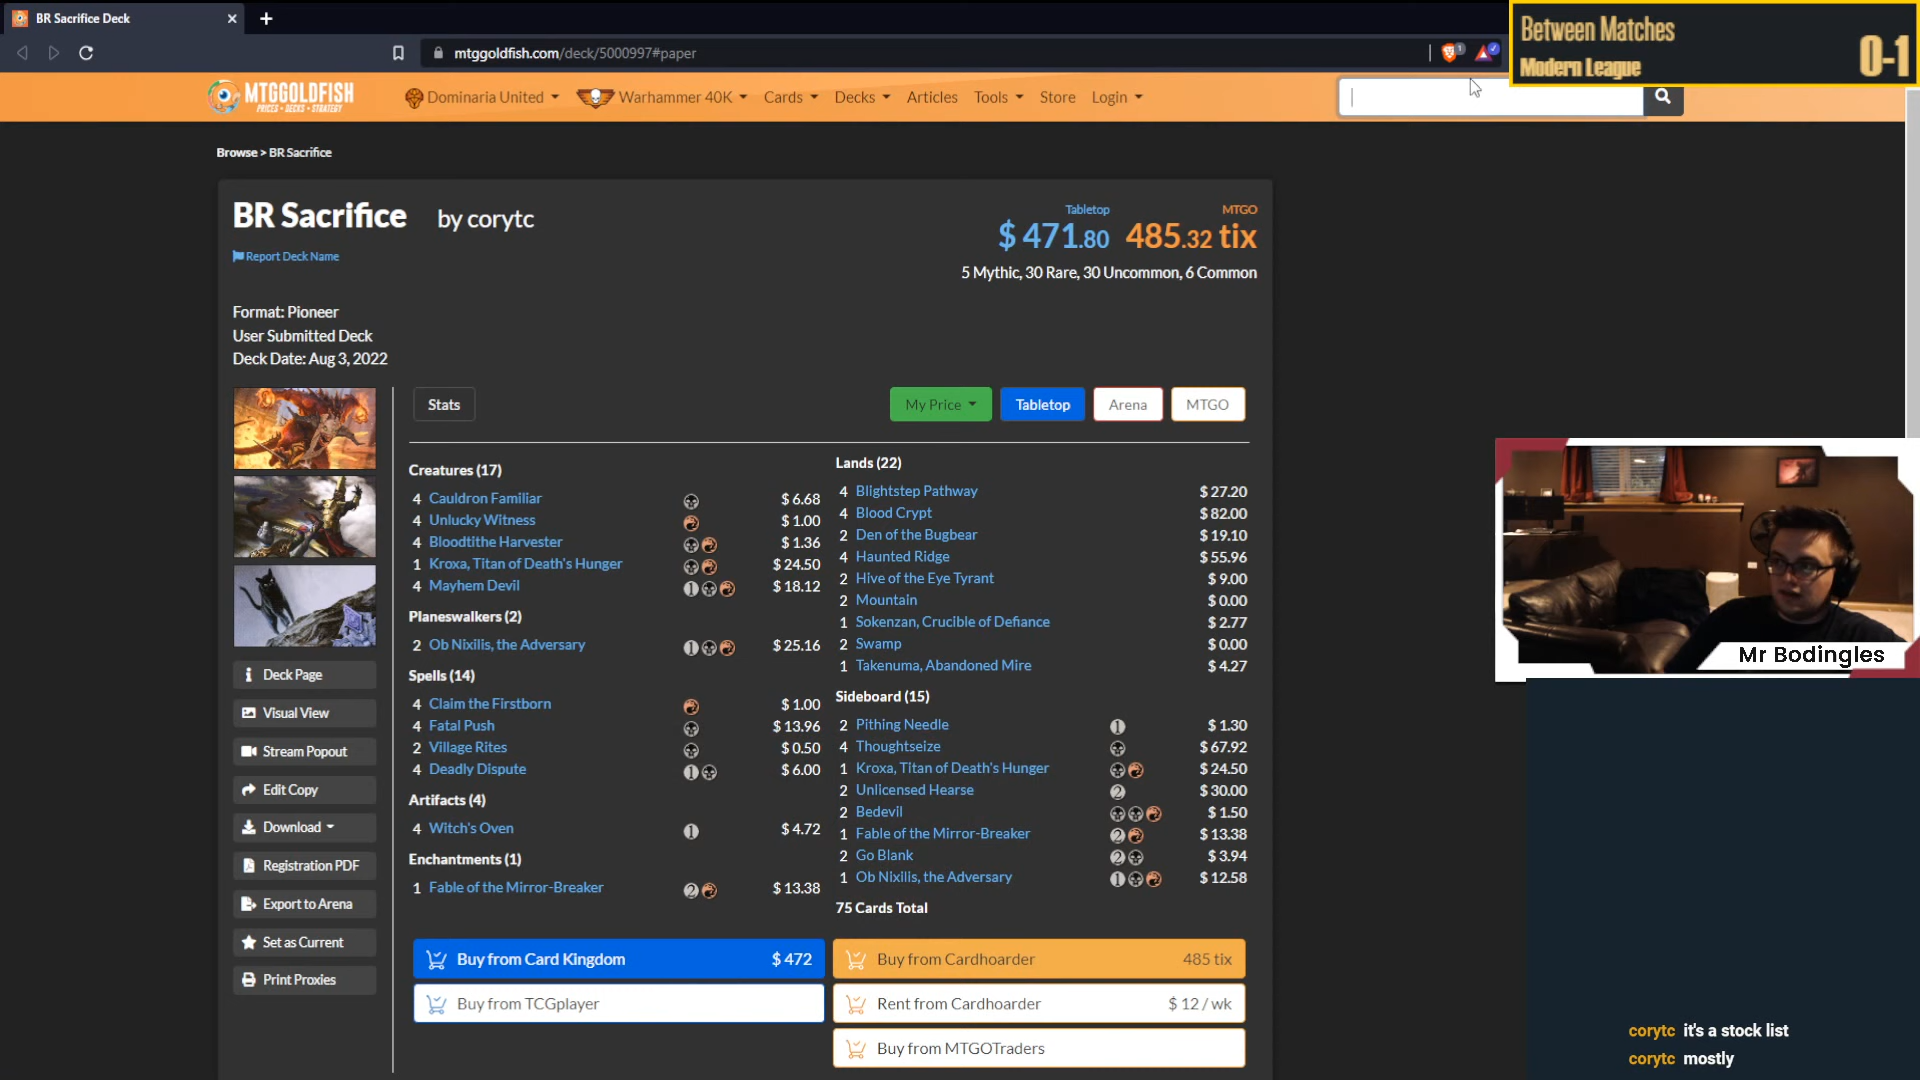 BR Sacrifice Deck
mtggoldfish.com/deck/5000997#paper
Between Matches
Modern League
0-1
MTGGOLDFISH
PRICES - DECKS - STRATEGY
Dominaria United
Warhammer 40K
Cards
Decks
Articles
Tools
Store
Login
Browse > BR Sacrifice
BR Sacrifice by corytc
Tabletop
$ 471.80
MTGO
485.32 tix
Report Deck Name
5 Mythic, 30 Rare, 30 Uncommon, 6 Common
Format: Pioneer
User Submitted Deck
Deck Date: Aug 3, 2022
Stats
My Price
Tabletop
Arena
MTGO
Creatures (17)
4 Cauldron Familiar $ 6.68
4 Unlucky Witness $ 1.00
4 Bloodtithe Harvester $ 1.36
1 Kroxa, Titan of Death's Hunger $ 24.50
4 Mayhem Devil 1 $ 18.12
Planeswalkers (2)
2 Ob Nixilis, the Adversary 1 $ 25.16
Spells (14)
4 Claim the Firstborn $ 1.00
4 Fatal Push $ 13.96
2 Village Rites $ 0.50
4 Deadly Dispute 1 $ 6.00
Artifacts (4)
4 Witch's Oven 1 $ 4.72
Enchantments (1)
1 Fable of the Mirror-Breaker 2 $ 13.38
Lands (22)
4 Blightstep Pathway $ 27.20
4 Blood Crypt $ 82.00
2 Den of the Bugbear $ 19.10
4 Haunted Ridge $ 55.96
2 Hive of the Eye Tyrant $ 9.00
2 Mountain $ 0.00
1 Sokenzan, Crucible of Defiance $ 2.77
2 Swamp $ 0.00
1 Takenuma, Abandoned Mire $ 4.27
Sideboard (15)
2 Pithing Needle 1 $ 1.30
4 Thoughtseize $ 67.92
1 Kroxa, Titan of Death's Hunger $ 24.50
2 Unlicensed Hearse 2 $ 30.00
2 Bedevil $ 1.50
1 Fable of the Mirror-Breaker 2 $ 13.38
2 Go Blank 2 $ 3.94
1 Ob Nixilis, the Adversary 1 $ 12.58
75 Cards Total
Deck Page
Visual View
Stream Popout
Edit Copy
Download
Registration PDF
Export to Arena
Set as Current
Print Proxies
Buy from Card Kingdom $ 472
Buy from TCGplayer
Buy from Cardhoarder 485 tix
Rent from Cardhoarder $ 12 / wk
Buy from MTGOTraders
Mr Bodingles
corytc it's a stock list
corytc mostly